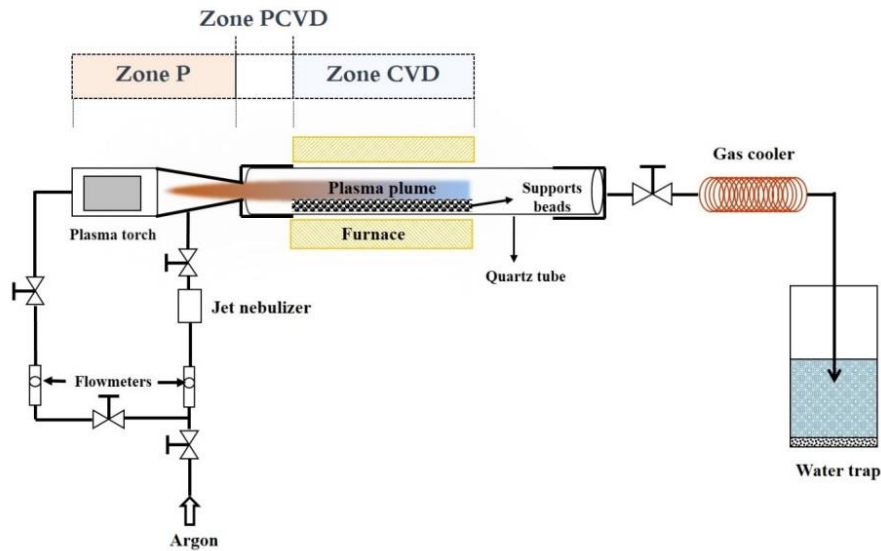 Zone PCVD
Zone P
Zone CVD
Gas cooler
Plasma plume
Supports
beads
Plasma torch
Furnace
Quartz tube
Jet nebulizer
Flowmeters
Water trap
Argon